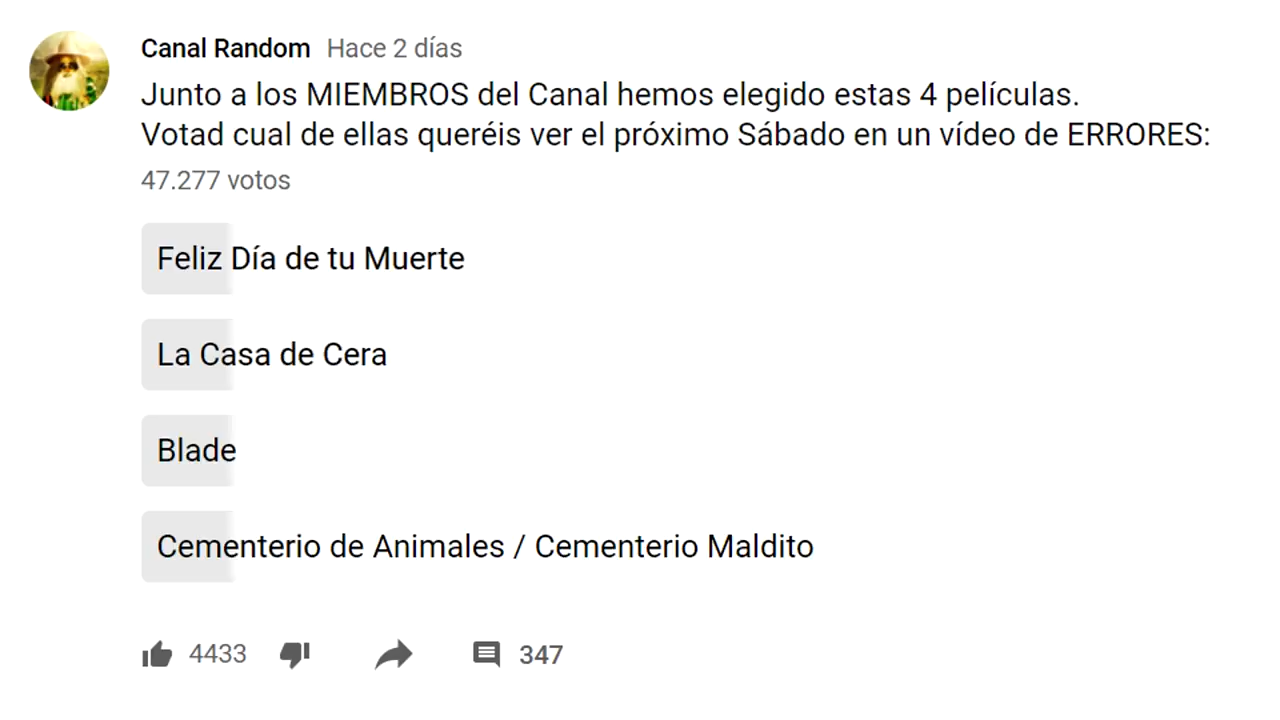 Canal Random Hace 2 días
Junto a los MIEMBROS del Canal hemos elegido estas 4 películas.
Votad cual de ellas queréis ver el próximo Sábado en un vídeo de ERRORES:
47.277 votos
Feliz Día de tu Muerte
La Casa de Cera
Blade
Cementerio de Animales / Cementerio Maldito
4433 347